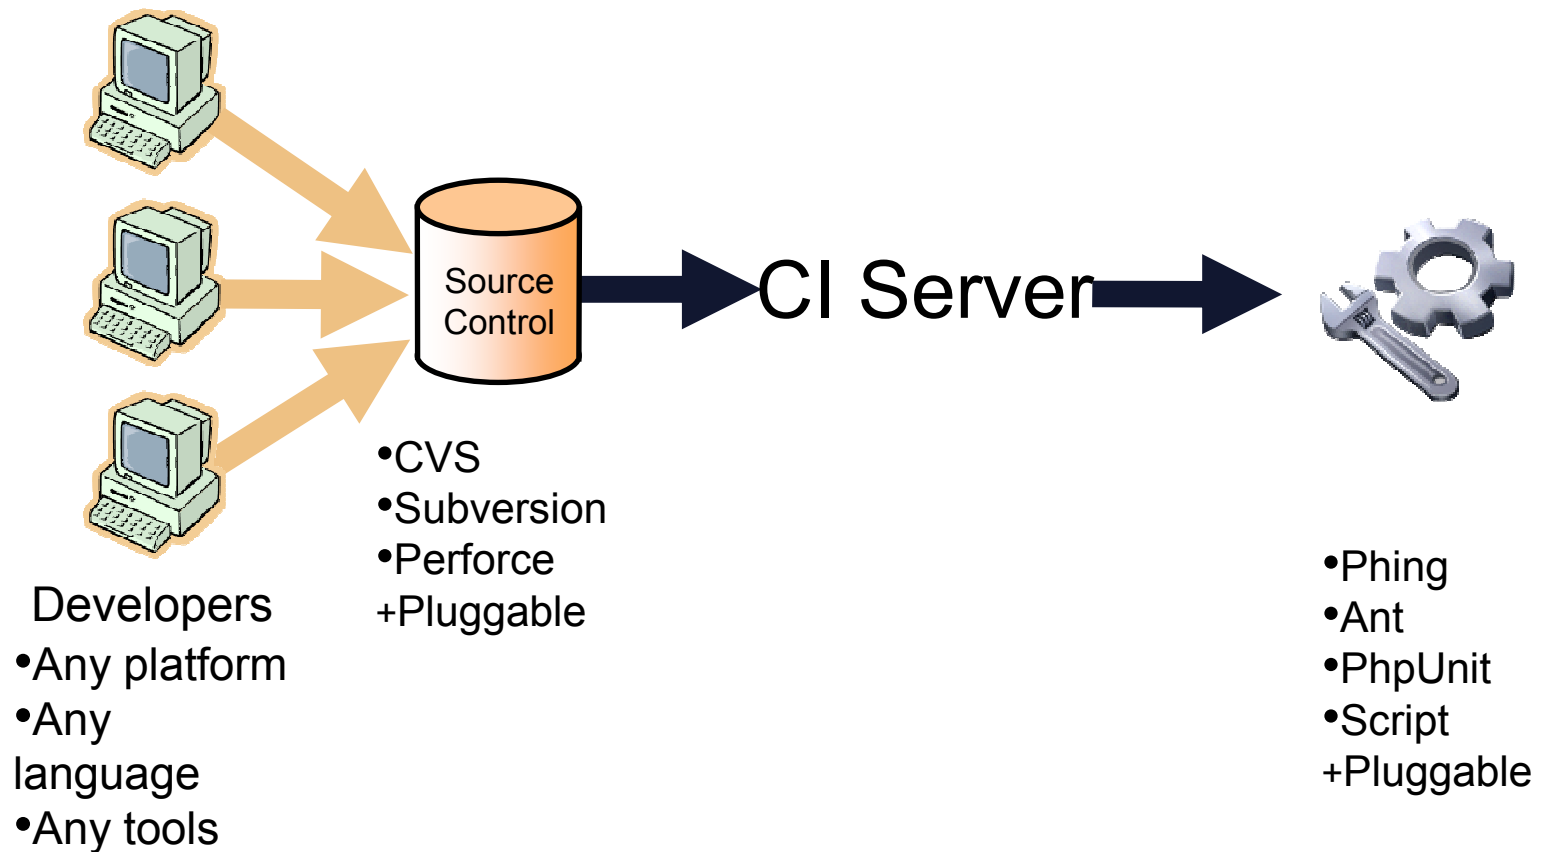 Source
Control
CI Server
•CVS
•Subversion
•Perforce
+Pluggable
Developers
•Any platform
•Any
language
•Any tools
•Phing
•Ant
•PhpUnit
•Script
+Pluggable